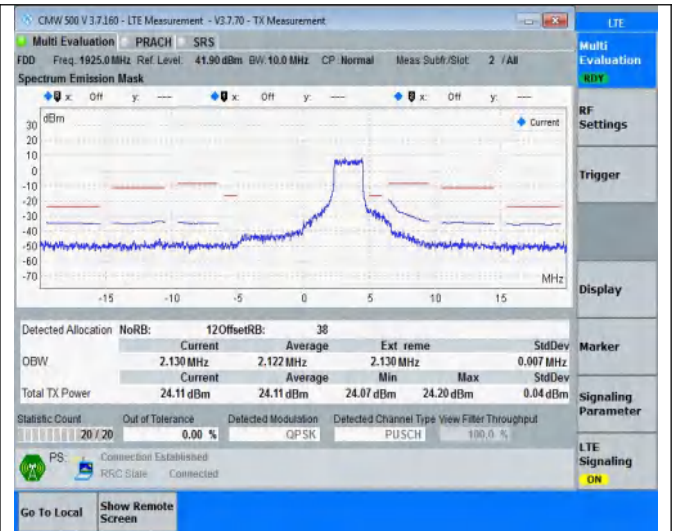 CMW 500 V 3.7.160 - LTE Measurement - V3.7.70 - TX Measurement
LTE
Multi Evaluation PRACH SRS
Multi Evaluation
RDY
FDD Freq. 1925.0 MHz Ref. Level: 41.90 dBm BW: 10.0 MHz CP: Normal Meas Subfr./Slot: 2 / All
Spectrum Emission Mask
x: Off y: --- x: Off y: --- x: Off y: ---
dBm
Current
30
20
10
0
-10
-20
-30
-40
-50
-60
-70
MHz
-15 -10 -5 0 5 10 15
RF Settings
Trigger
Display
Marker
Signaling Parameter
LTE Signaling
ON
Detected Allocation NoRB: 12 OffsetRB: 38
Current Average Extreme StdDev
OBW 2.130 MHz 2.122 MHz 2.130 MHz 0.007 MHz
Current Average Min Max StdDev
Total TX Power 24.11 dBm 24.11 dBm 24.07 dBm 24.20 dBm 0.04 dBm
Statistic Count Out of Tolerance Detected Modulation Detected Channel Type View Filter Throughput
20 / 20 0.00 % QPSK PUSCH 100.0 %
PS: Connection Established
RRC State Connected
Go To Local
Show Remote Screen